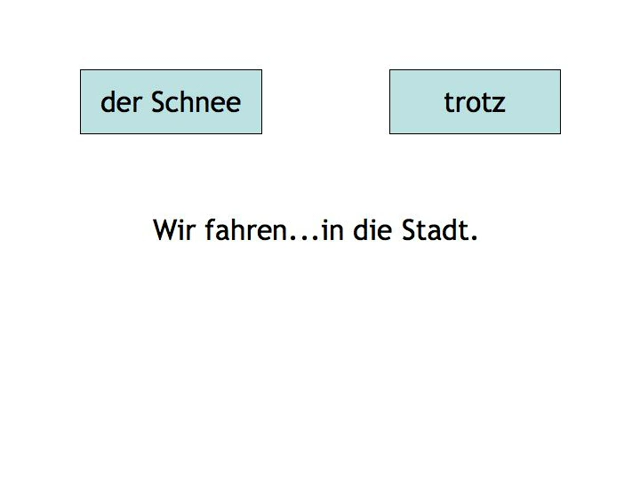 der Schnee
trotz
Wir fahren...in die Stadt.